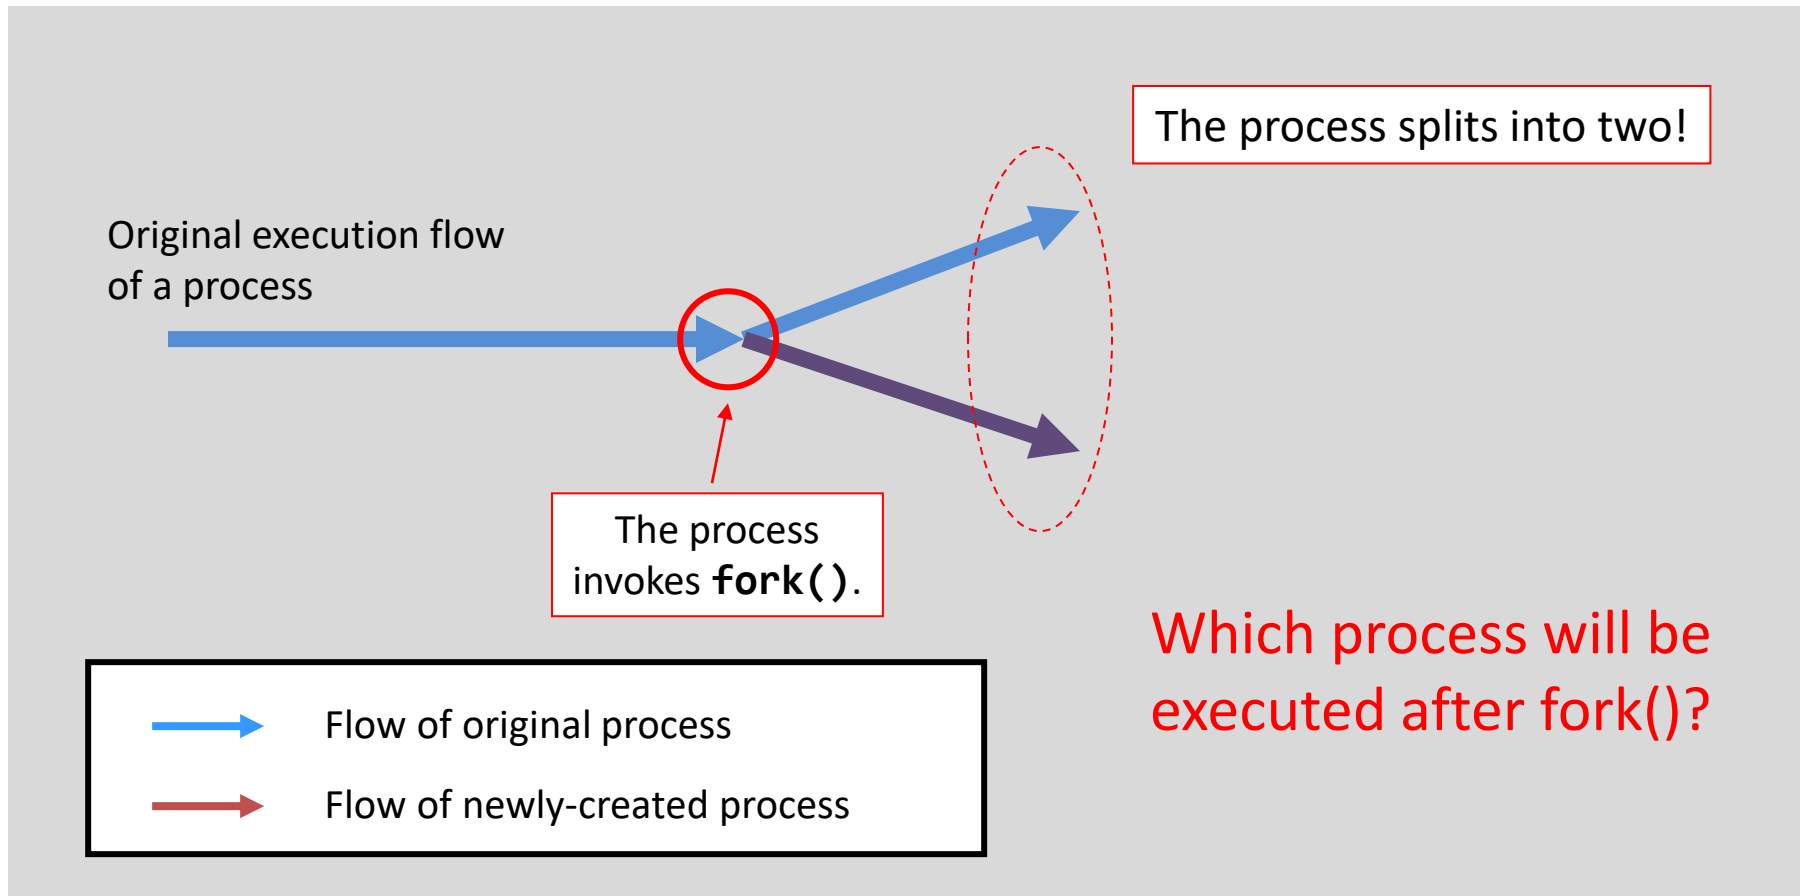 The process splits into two!
Original execution flow
of a process
The process
invokes fork().
Which process will be
executed after fork()?
Flow of original process
Flow of newly-created process